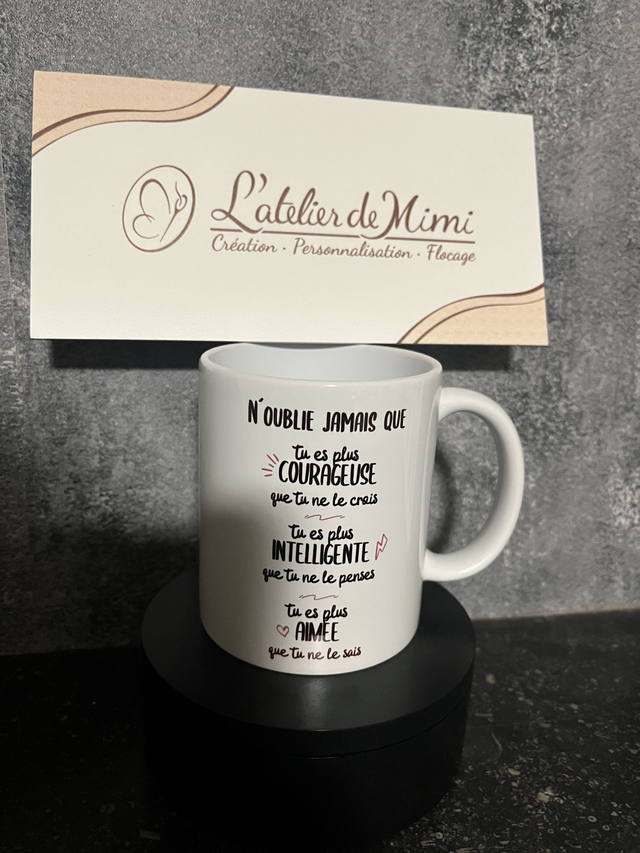 L'atelier de Mimi
Création · Personnalisation · Flocage
N'OUBLIE JAMAIS QUE
tu es plus
COURAGEUSE
que tu ne le crois
tu es plus
INTELLIGENTE
que tu ne le penses
tu es plus
AIMÉE
que tu ne le sais